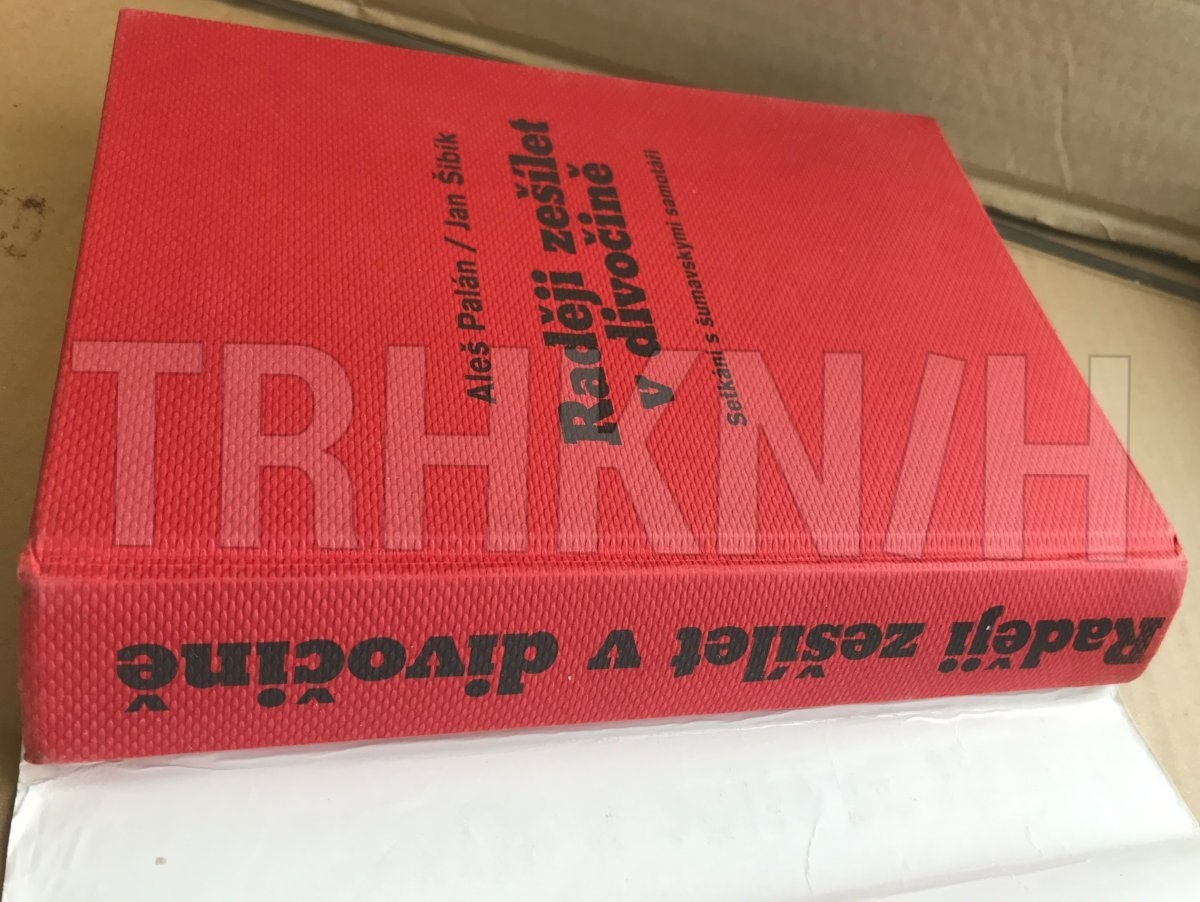 Aleš Palán / Jan Šibík
Raději zešílet
v divočině
Setkání s šumavskými samotáři
TRHKNIH
Raději zešílet v divočině